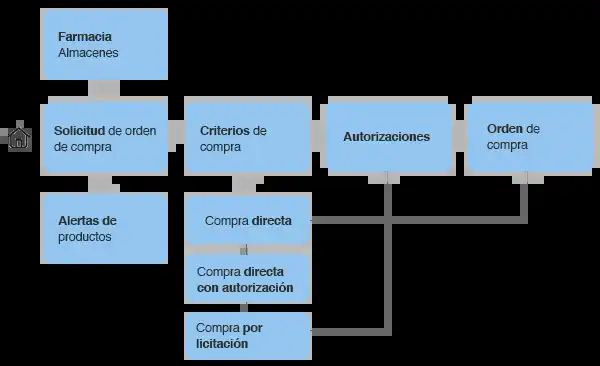 Farmacia
Almacenes
Solicitud de orden
de compra
Criterios de
compra
Autorizaciones
Orden de
compra
Alertas de
productos
Compra directa
Compra directa
con autorización
Compra por
licitación